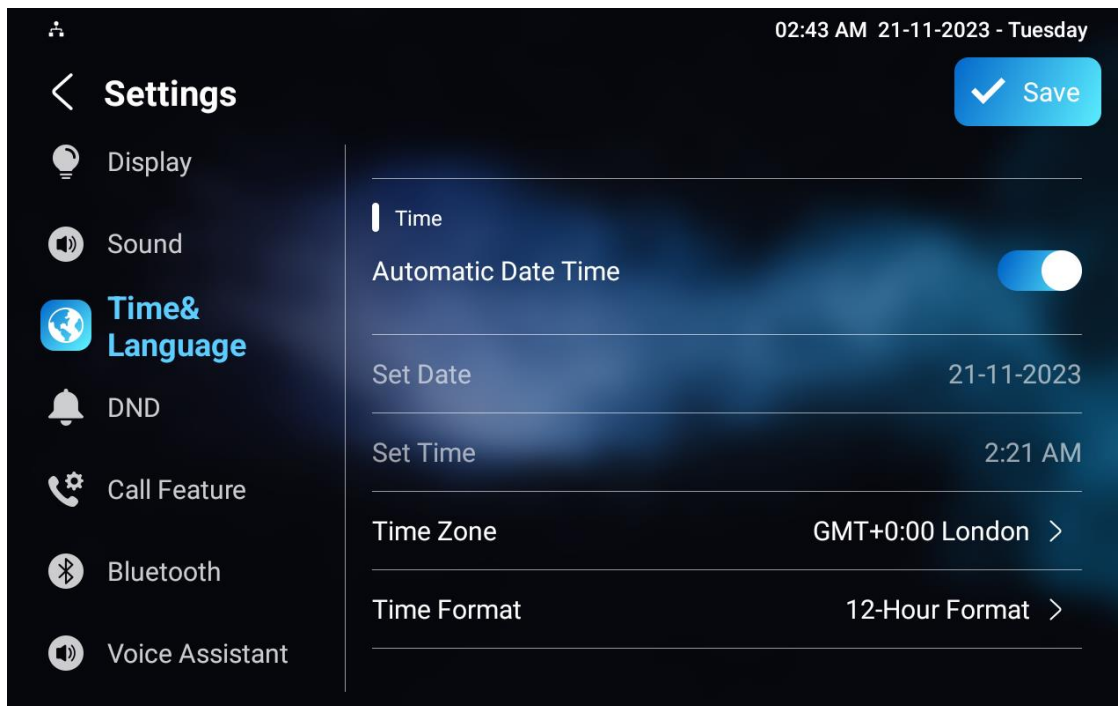 02:43 AM 21-11-2023 - Tuesday
Settings
Save
Display
Sound
Time&
Language
DND
Call Feature
Bluetooth
Voice Assistant
Time
Automatic Date Time
Set Date 21-11-2023
Set Time 2:21 AM
Time Zone GMT+0:00 London
Time Format 12-Hour Format